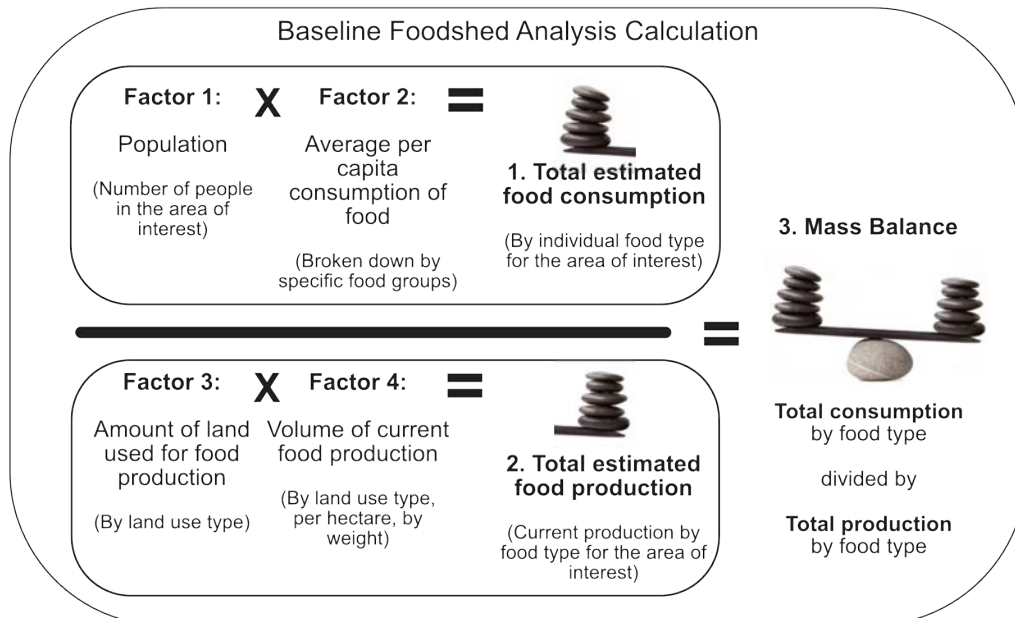 Baseline Foodshed Analysis Calculation
Factor 1:
X
Factor 2:
=
Population
(Number of people
in the area of
interest)
Average per
capita
consumption of
food
(Broken down by
specific food groups)
1. Total estimated
food consumption
(By individual food type
for the area of interest)
Factor 3:
X
Factor 4:
=
Amount of land
used for food
production
(By land use type)
Volume of current
food production
(By land use type,
per hectare, by
weight)
2. Total estimated
food production
(Current production by
food type for the area of
interest)
=
3. Mass Balance
Total consumption
by food type
divided by
Total production
by food type